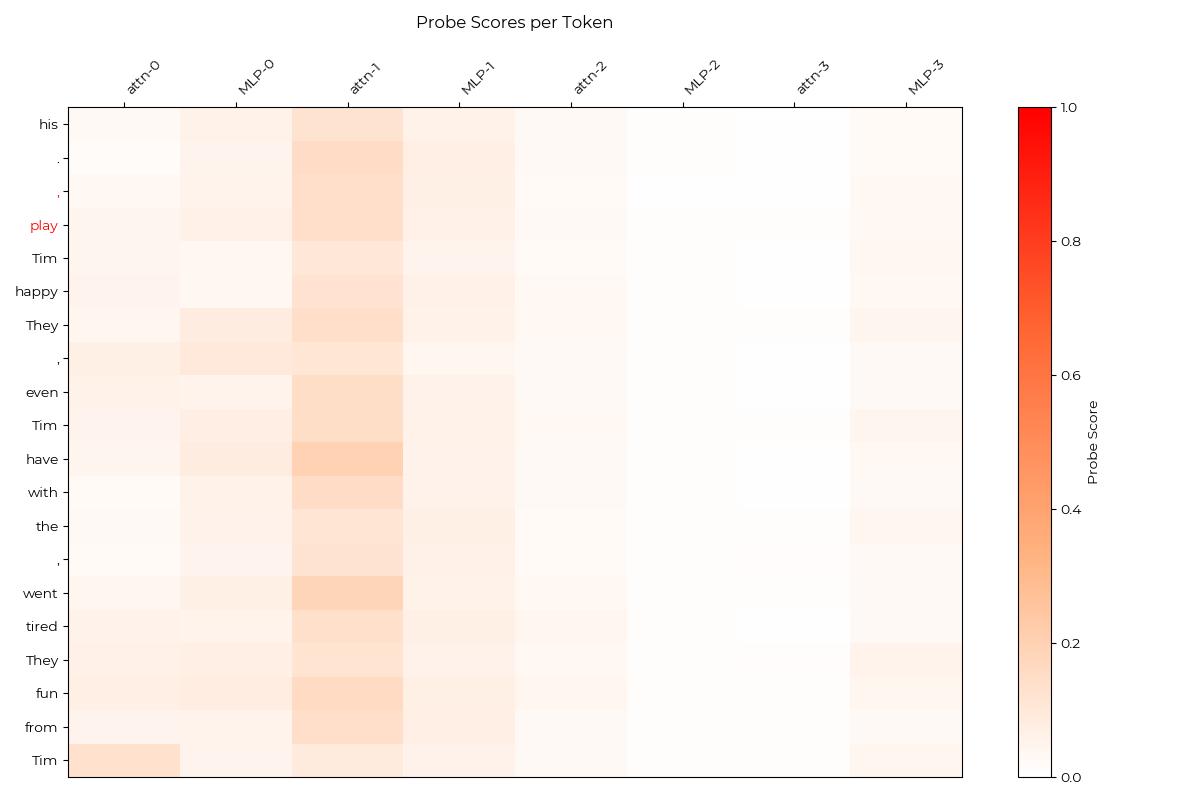 Probe Scores per Token
attn-0 MLP-0 attn-1 MLP-1 attn-2 MLP-2 attn-3 MLP-3
his
.
,
play
Tim
happy
They
,
even
Tim
have
with
the
,
went
tired
They
fun
from
Tim
1.0
0.8
0.6
0.4
0.2
0.0
Probe Score